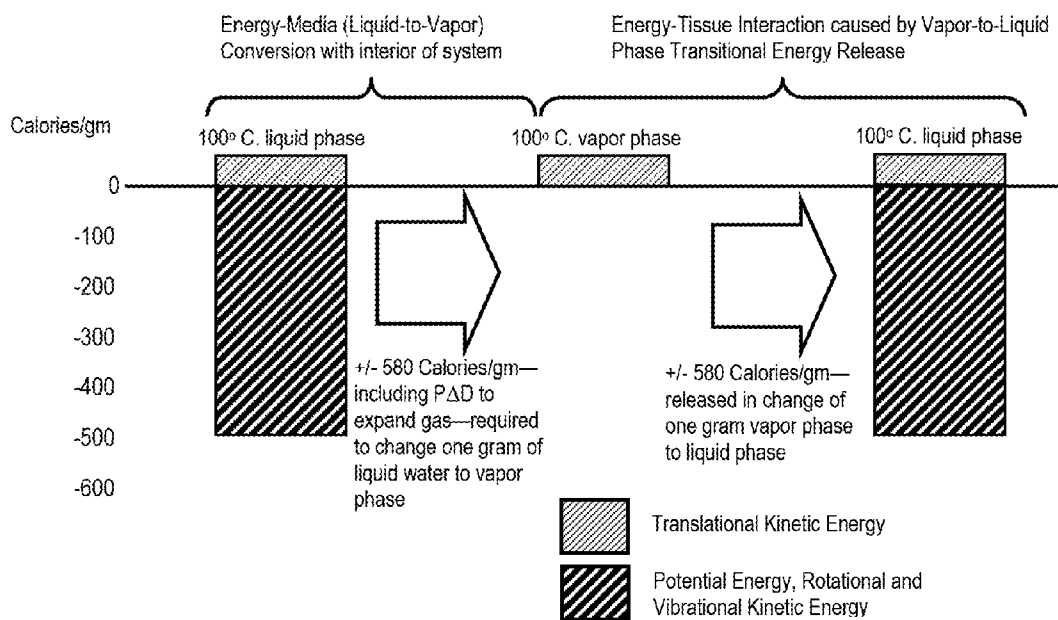 Energy-Media (Liquid-to-Vapor)
Conversion with interior of system
Energy-Tissue Interaction caused by Vapor-to-Liquid
Phase Transitional Energy Release
Calories/gm
100º C. liquid phase
100º C. vapor phase
100º C. liquid phase
0
-100
-200
-300
-400
-500
-600
+/- 580 Calories/gm—
including PΔD to
expand gas—required
to change one gram of
liquid water to vapor
phase
+/- 580 Calories/gm—
released in change of
one gram vapor phase
to liquid phase
Translational Kinetic Energy
Potential Energy, Rotational and
Vibrational Kinetic Energy